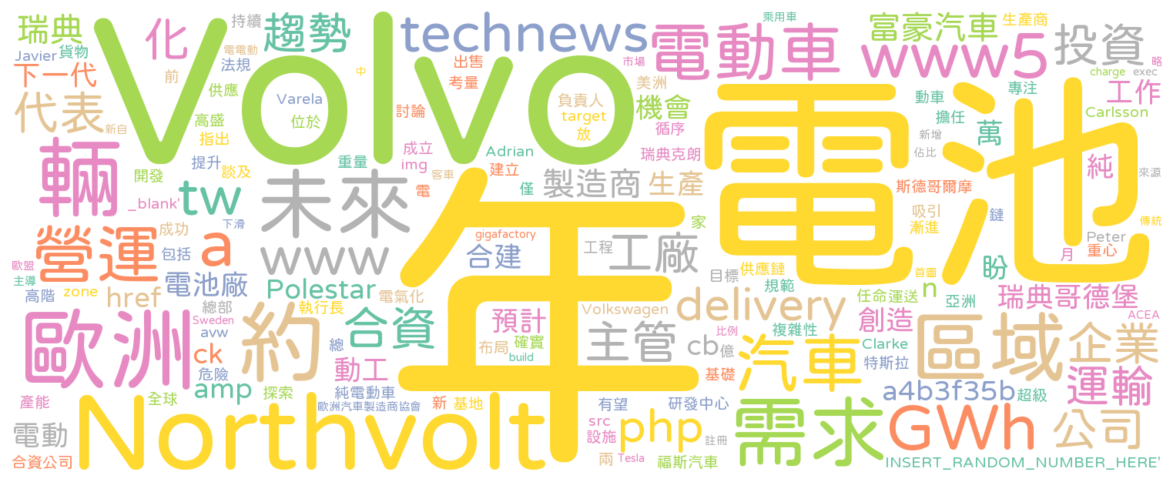 瑞典
化
持續
趨勢
乘用車
電電動
法規
technews
出售
電動車
富豪汽車
生產商
投資
市場
略
Javier
貨物
前
中
www5
charge
exec
下一代
供應
Volvo
考量
美洲
專注
工作
代表
Varela
負責人
target
放
機會
動車
擔任
Carlsson
新自
高盛
指出
位於
討論
循序
萬
新增
輛
提升
談及
重量
成立
img
Adrian
建立
瑞典克朗
電池
佔比
純
來源
開發
未來
電
客車
僅
製造商
生產
斯德哥爾摩
鏈
_blank'
tw
下滑
年
家
吸引
漸進
傳統
營運
成功
包括
a
www
gigafactory
合建
工程
工廠
Peter
月
重心
歐盟
主導
高階
zone
電池廠
href
Polestar
執行長
電氣化
目標
供應鏈
規範
盼
首圖
n
亞洲
瑞典哥德堡
總部
Sweden
avw
歐洲
約
合資
預計
Volkswagen
delivery
任命
運送
創造
ACEA
危險
ck
總
布局
確實
build
主管
cb
億
比例
複雜性
Clarke
區域
企業
amp
動工
基礎
汽車
特斯拉
運輸
產能
全球
探索
純電動車
歐洲汽車製造商協會
新
基地
有望
研發中心
a4b3f35b
超級
電動
Northvolt
src
設施
php
註冊
需求
GWh
公司
合資公司
兩
Tesla
福斯汽車
INSERT_RANDOM_NUMBER_HERE'